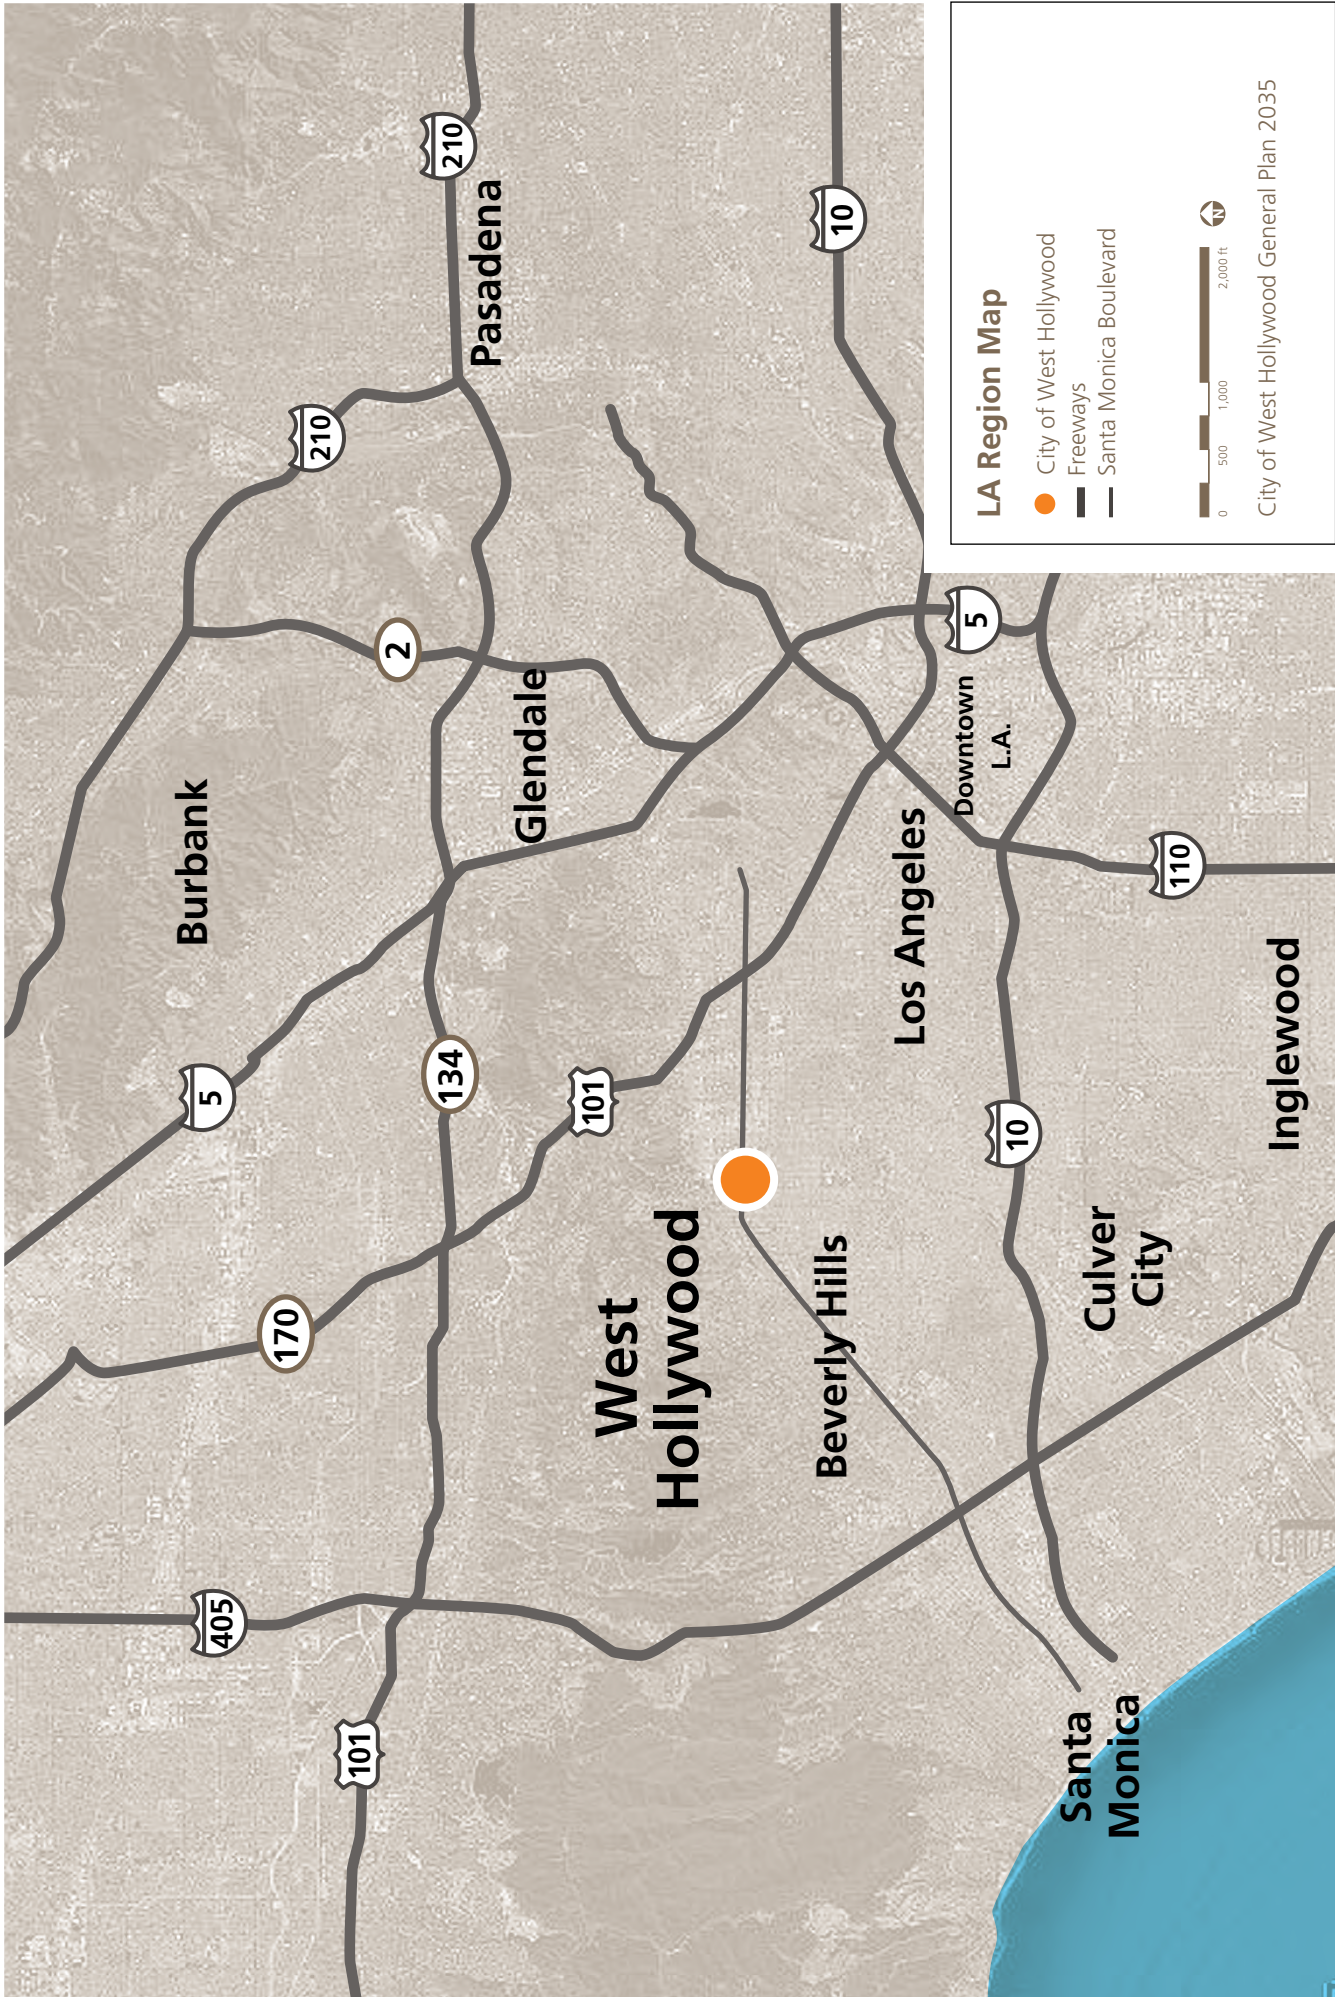 405
170
5
101
134
2
210
210
101
Burbank
Glendale
Pasadena
West
Hollywood
Beverly Hills
Los Angeles
Downtown
L.A.
5
10
10
110
Santa
Monica
Culver
City
Inglewood
LA Region Map
City of West Hollywood
Freeways
Santa Monica Boulevard
0
500
1,000
2,000 ft
N
City of West Hollywood General Plan 2035